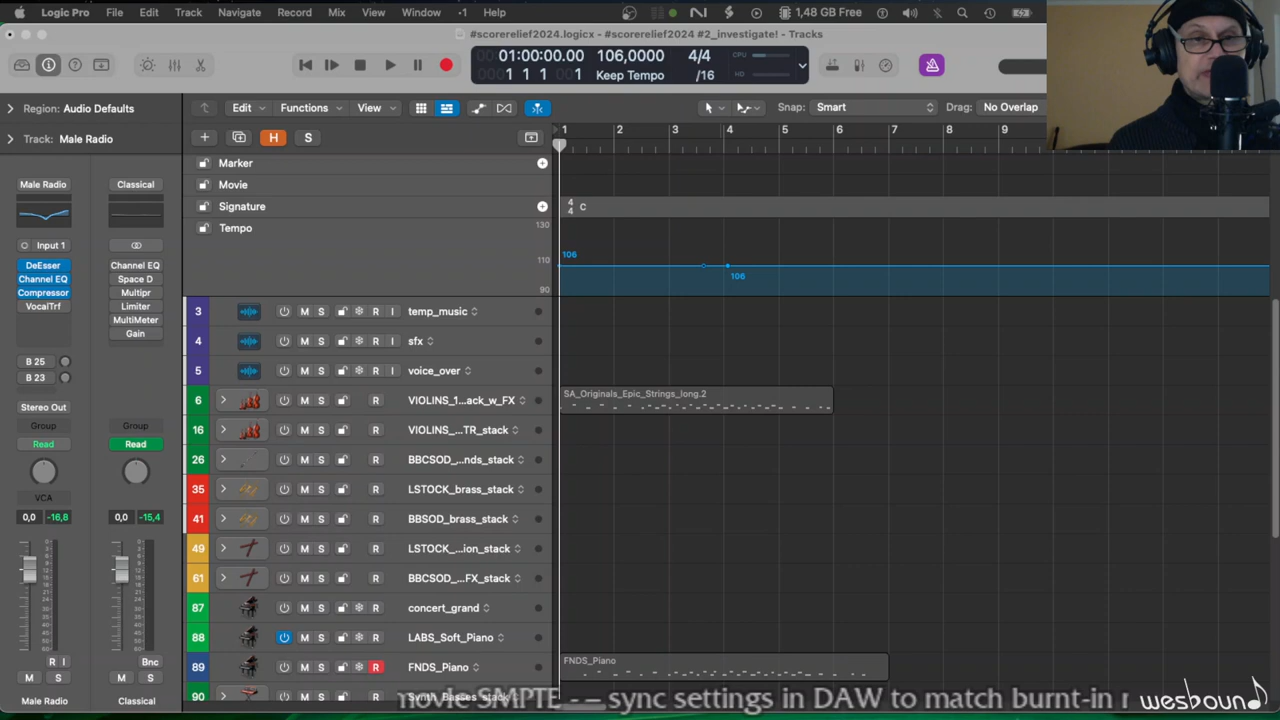 Logic Pro File Edit Track Navigate Record Mix View Window -1 Help 1,48 GB Free
#scorerelief2024.logicx - #scorerelief2024 #2_investigate! - Tracks
01:00:00.00 106,0000 4/4 CPU
1 1 1 1 Keep Tempo /16 HD
Region: Audio Defaults Edit Functions View Snap: Smart Drag: No Overlap
Track: Male Radio H S 1 2 3 4 5 6 7 8 9
Marker
Movie
Male Radio Classical
Signature 4 4 C
Tempo 130
Input 1 106
DeEsser Channel EQ 110
Channel EQ Space D 106
Compressor Multipr 90
VocalTrf Limiter
MultiMeter
Gain
3 M S R I temp_music
4 M S R I sfx
B 25
B 23
5 M S R I voice_over
6 M S R VIOLINS_1...ack_w_FX SA_Originals_Epic_Strings_long.2
Stereo Out
Group Group
16 M S R VIOLINS_...TR_stack
Read Read
26 M S R BBCSOD_...nds_stack
35 M S R LSTOCK_brass_stack
VCA
0,0 -16,8 0,0 -15,4
41 M S R BBSOD_brass_stack
49 M S R LSTOCK_...ion_stack
61 M S R BBCSOD_...FX_stack
87 M S R concert_grand
88 M S R LABS_Soft_Piano
R I Bnc
89 M S R FNDS_Piano FNDS_Piano
M S M S
90 M S R Synth_Basses_stack
Male Radio Classical
SMPTE - – sync settings in DAW to match burnt-in
wesbound